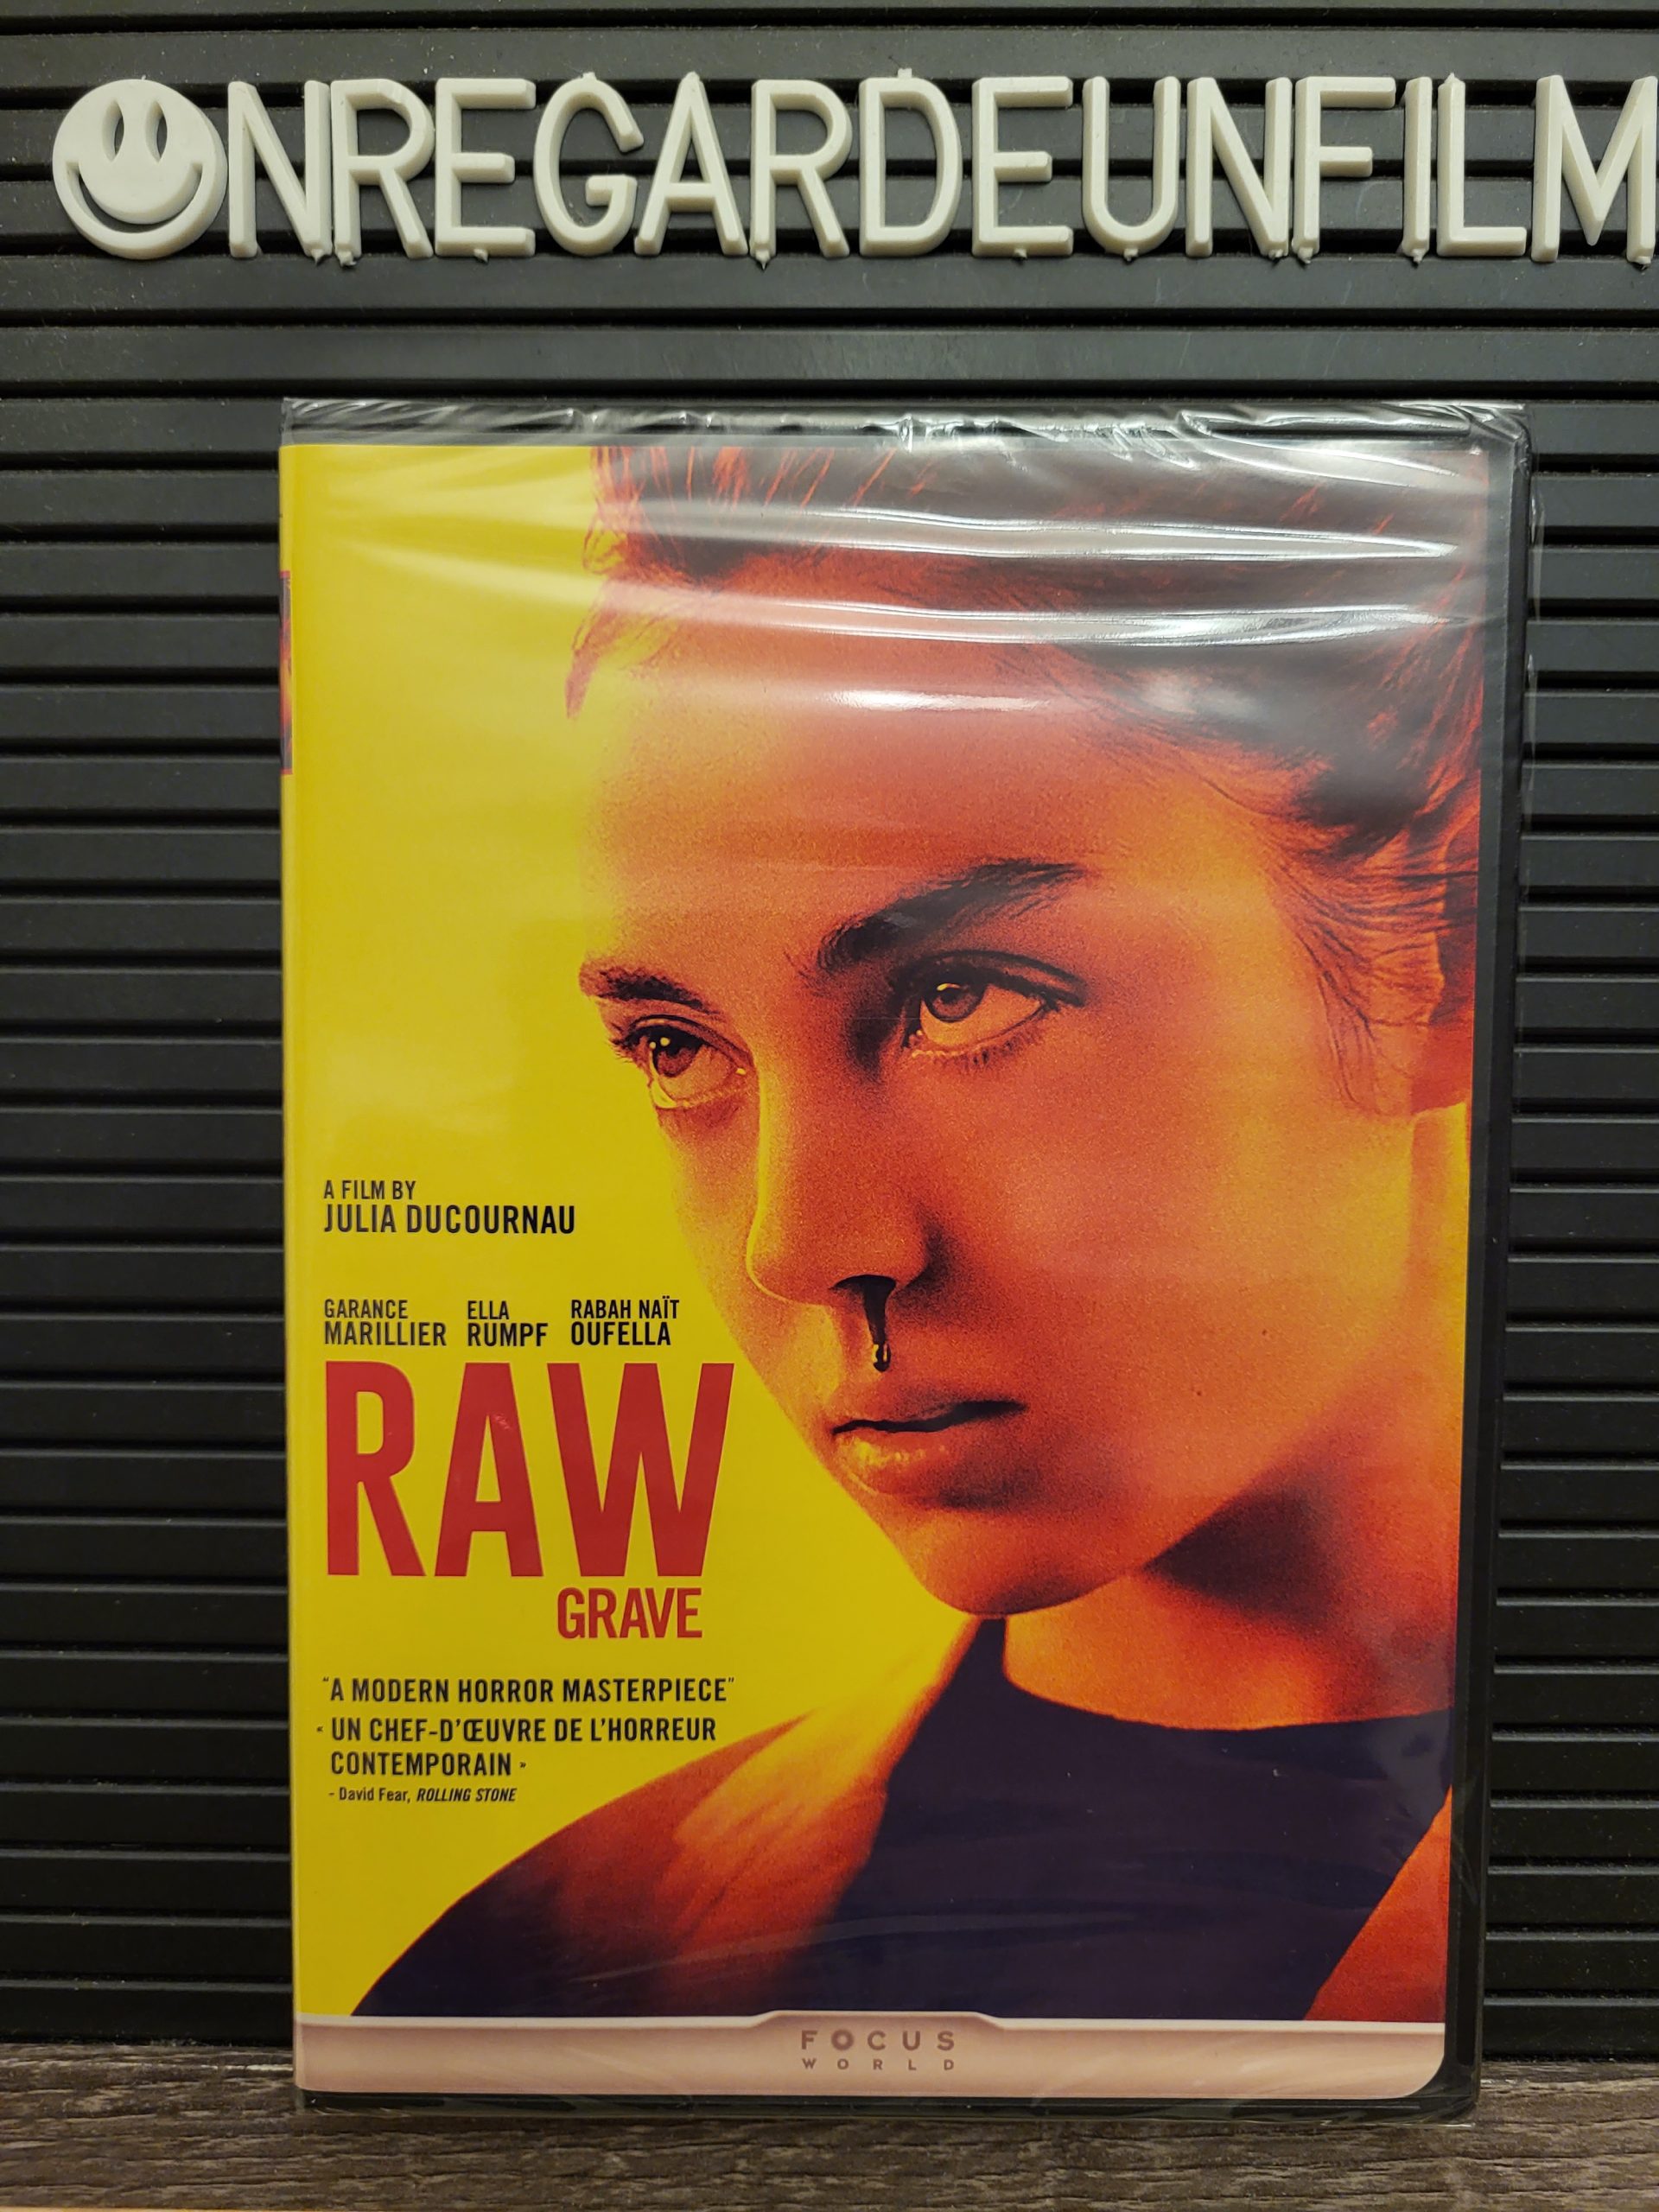 ONREGARDEUNFILM
A FILM BY
JULIA DUCOURNAU
GARANCE MARILLIER
ELLA RUMPF
RABAH NAÏT OUFELLA
RAW
GRAVE
"A MODERN HORROR MASTERPIECE"
« UN CHEF-D'ŒUVRE DE L'HORREUR
CONTEMPORAIN »
- David Fear, ROLLING STONE
FOCUS
WORLD